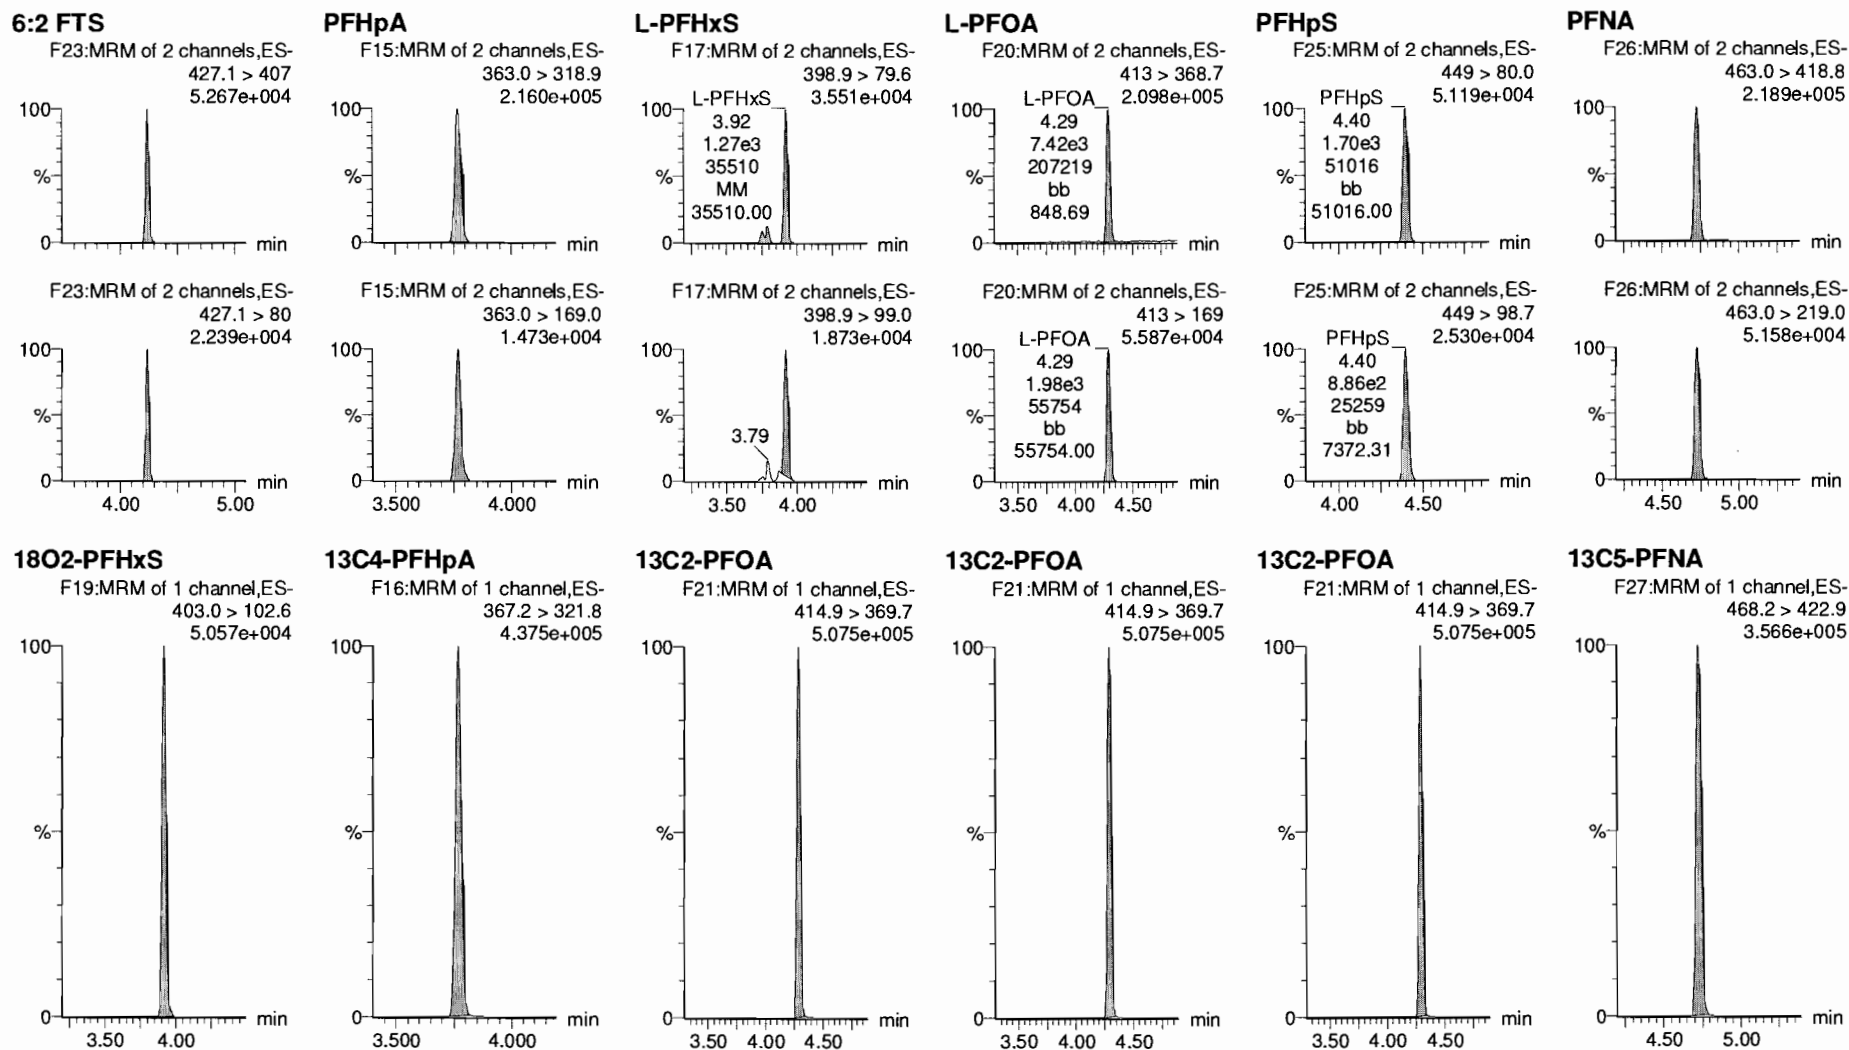 6:2 FTS
F23:MRM of 2 channels,ES-
427.1 > 407
5.267e+004
100
%
0
min
PFHpA
F15:MRM of 2 channels,ES-
363.0 > 318.9
2.160e+005
100
%
0
min
L-PFHxS
F17:MRM of 2 channels,ES-
398.9 > 79.6
3.551e+004
100
L-PFHxS
3.92
1.27e3
35510
MM
35510.00
%
0
min
L-PFOA
F20:MRM of 2 channels,ES-
413 > 368.7
2.098e+005
100
L-PFOA
4.29
7.42e3
207219
bb
848.69
%
0
min
PFHpS
F25:MRM of 2 channels,ES-
449 > 80.0
5.119e+004
100
PFHpS
4.40
1.70e3
51016
bb
51016.00
%
0
min
PFNA
F26:MRM of 2 channels,ES-
463.0 > 418.8
2.189e+005
100
%
0
min
F23:MRM of 2 channels,ES-
427.1 > 80
2.239e+004
100
%
0
min
4.00 5.00
F15:MRM of 2 channels,ES-
363.0 > 169.0
1.473e+004
100
%
0
min
3.500 4.000
F17:MRM of 2 channels,ES-
398.9 > 99.0
1.873e+004
100
3.79
%
0
min
3.50 4.00
F20:MRM of 2 channels,ES-
413 > 169
5.587e+004
100
L-PFOA
4.29
1.98e3
55754
bb
55754.00
%
0
min
3.50 4.00 4.50
F25:MRM of 2 channels,ES-
449 > 98.7
2.530e+004
100
PFHpS
4.40
8.86e2
25259
bb
7372.31
%
0
min
4.00 4.50
F26:MRM of 2 channels,ES-
463.0 > 219.0
5.158e+004
100
%
0
min
4.50 5.00
18O2-PFHxS
F19:MRM of 1 channel,ES-
403.0 > 102.6
5.057e+004
100
%
0
min
3.50 4.00
13C4-PFHpA
F16:MRM of 1 channel,ES-
367.2 > 321.8
4.375e+005
100
%
0
min
3.500 4.000
13C2-PFOA
F21:MRM of 1 channel,ES-
414.9 > 369.7
5.075e+005
100
%
0
min
3.50 4.00 4.50
13C2-PFOA
F21:MRM of 1 channel,ES-
414.9 > 369.7
5.075e+005
100
%
0
min
3.50 4.00 4.50
13C2-PFOA
F21:MRM of 1 channel,ES-
414.9 > 369.7
5.075e+005
100
%
0
min
3.50 4.00 4.50
13C5-PFNA
F27:MRM of 1 channel,ES-
468.2 > 422.9
3.566e+005
100
%
0
min
4.50 5.00